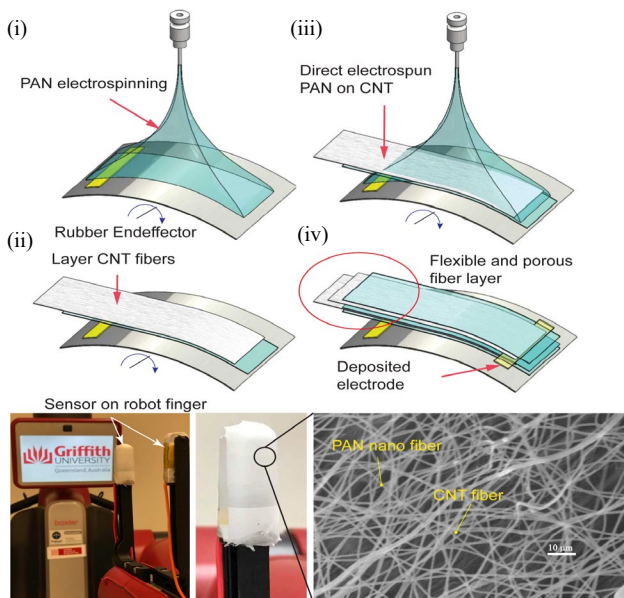 (i)
PAN electrospinning
(iii)
Direct electrospun
PAN on CNT
Rubber Endeffector
(ii)
Layer CNT fibers
(iv)
Flexible and porous
fiber layer
Deposited
electrode
Sensor on robot finger
Griffith
UNIVERSITY
Queensland, Australia
baxter
PAN nano fiber
CNT fiber
10 μm